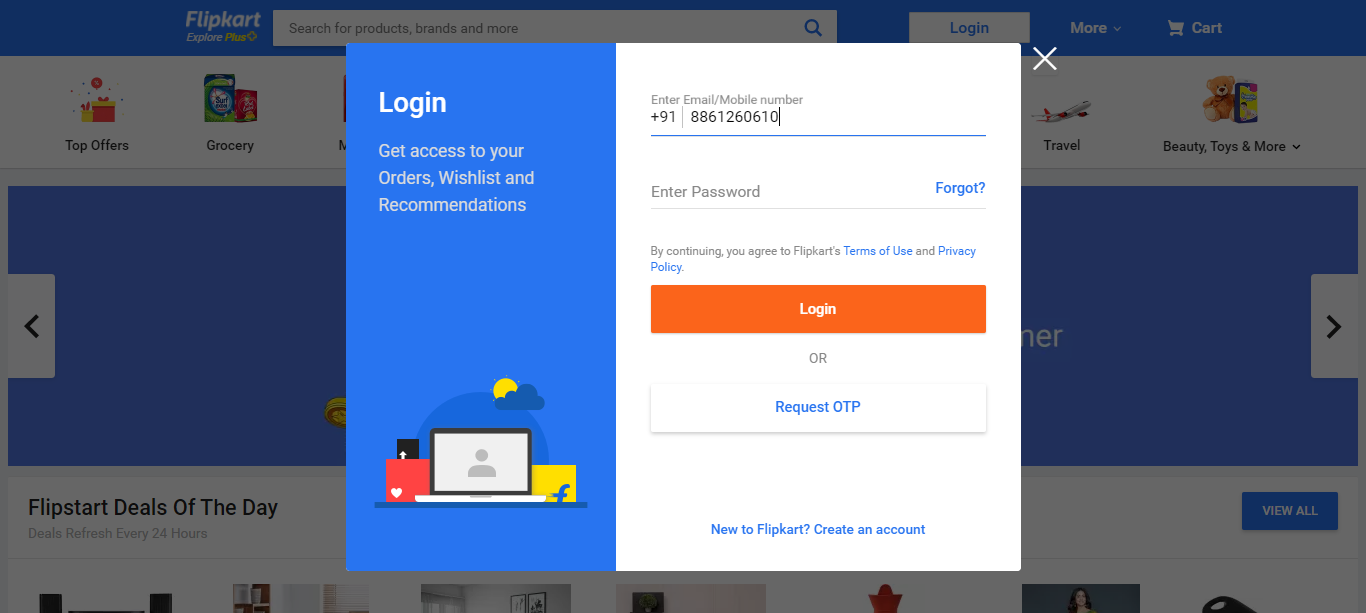 Flipkart
Explore Plus
Search for products, brands and more
Login
More
Cart
Top Offers
Grocery
Travel
Beauty, Toys & More
Login
Get access to your
Orders, Wishlist and
Recommendations
Enter Email/Mobile number
+91 8861260610
Enter Password
Forgot?
By continuing, you agree to Flipkart's Terms of Use and Privacy
Policy.
Login
OR
Request OTP
New to Flipkart? Create an account
mer
Flipstart Deals Of The Day
Deals Refresh Every 24 Hours
VIEW ALL